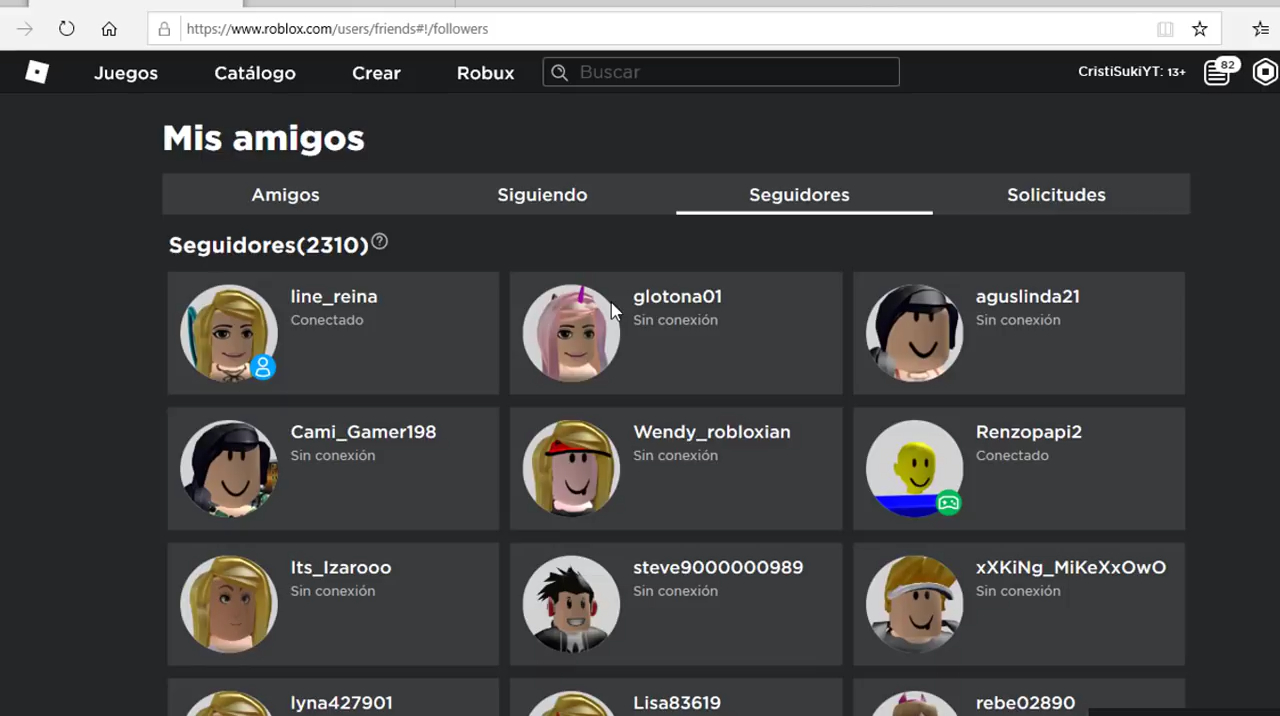 https://www.roblox.com/users/friends#!/followers
Juegos Catálogo Crear Robux Buscar CristiSukiYT: 13+ 82
Mis amigos
Amigos Siguiendo Seguidores Solicitudes
Seguidores(2310) ?
line_reina glotona01 aguslinda21
Conectado Sin conexión Sin conexión
Cami_Gamer198 Wendy_robloxian Renzopapi2
Sin conexión Sin conexión Conectado
Its_Izarooo steve9000000989 xXKiNg_MiKeXxOwO
Sin conexión Sin conexión Sin conexión
lyna427901 Lisa83619 rebe02890